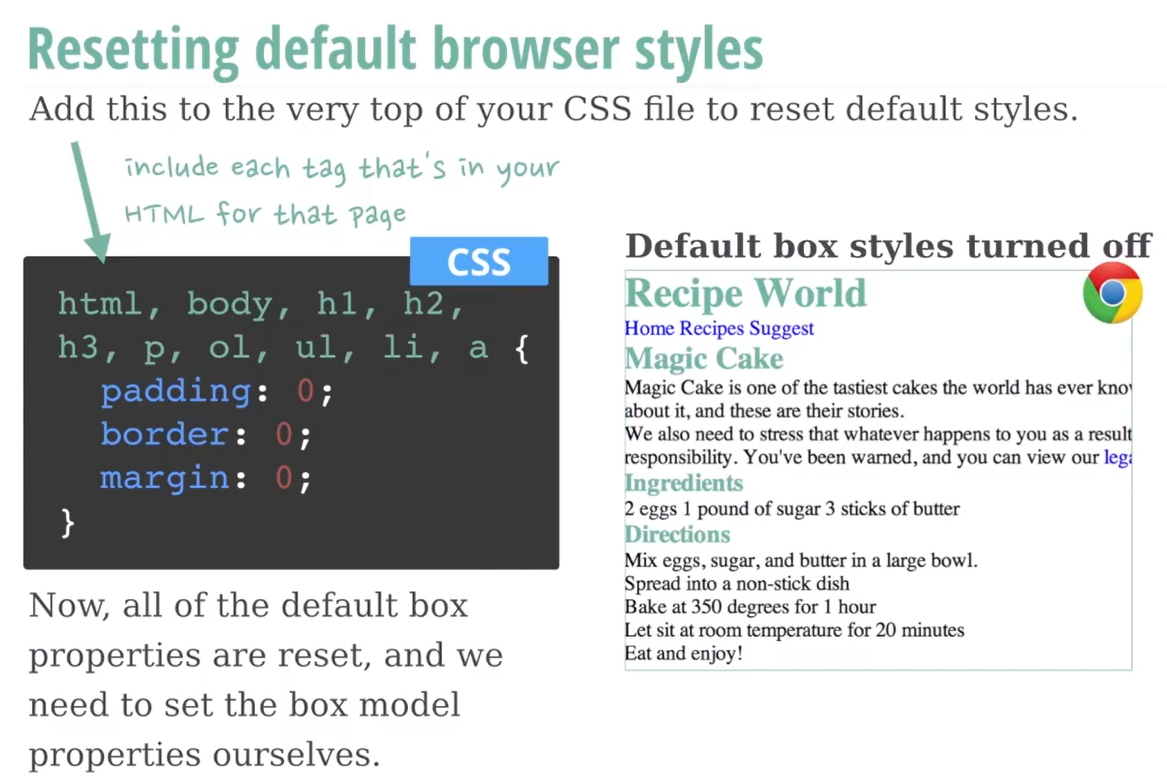 Resetting default browser styles
Add this to the very top of your CSS file to reset default styles.
include each tag that's in your
HTML for that page
CSS
html, body, h1, h2,
h3, p, ol, ul, li, a {
padding: 0;
border: 0;
margin: 0;
}
Now, all of the default box
properties are reset, and we
need to set the box model
properties ourselves.
Default box styles turned off
Recipe World
Home Recipes Suggest
Magic Cake
Magic Cake is one of the tastiest cakes the world has ever kno
about it, and these are their stories.
We also need to stress that whatever happens to you as a result
responsibility. You've been warned, and you can view our lega
Ingredients
2 eggs 1 pound of sugar 3 sticks of butter
Directions
Mix eggs, sugar, and butter in a large bowl.
Spread into a non-stick dish
Bake at 350 degrees for 1 hour
Let sit at room temperature for 20 minutes
Eat and enjoy!